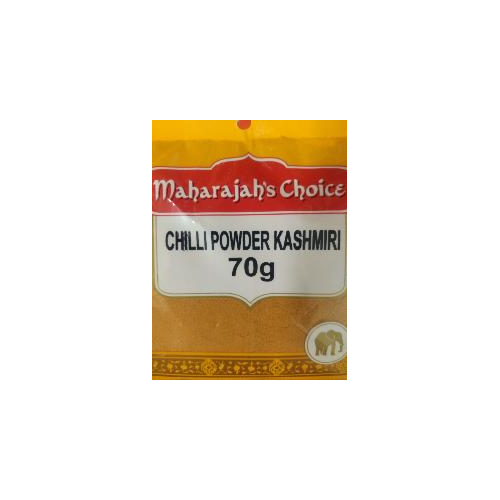 Maharajah's Choice
CHILLI POWDER KASHMIRI
70g